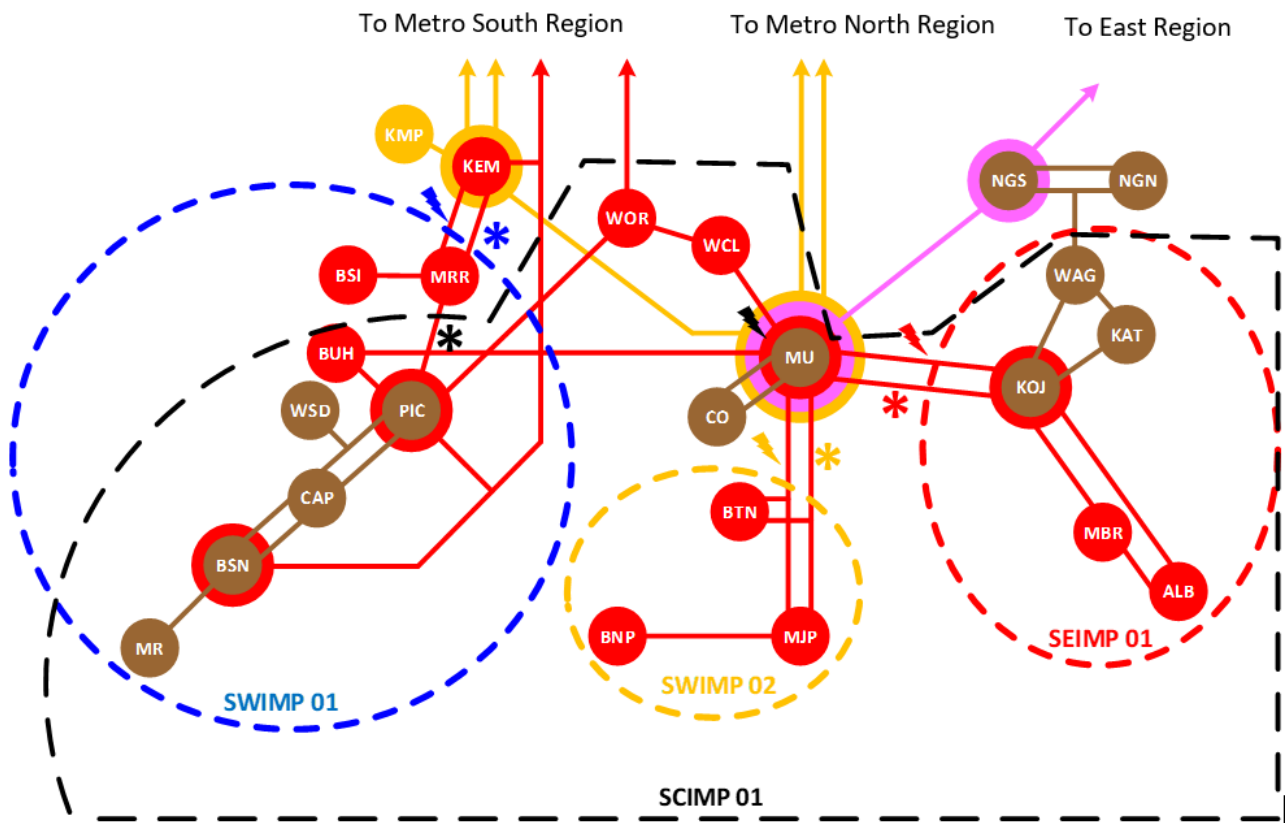 To Metro South Region
To Metro North Region
To East Region
KMP
KEM
NGS
NGN
WOR
WCL
BSI
MRR
WAG
*
*
BUH
MU
KAT
WSD
PIC
CO
KOJ
*
*
CAP
BTN
MBR
BSN
ALB
MR
BNP
MJP
SEIMP 01
SWIMP 01
SWIMP 02
SCIMP 01